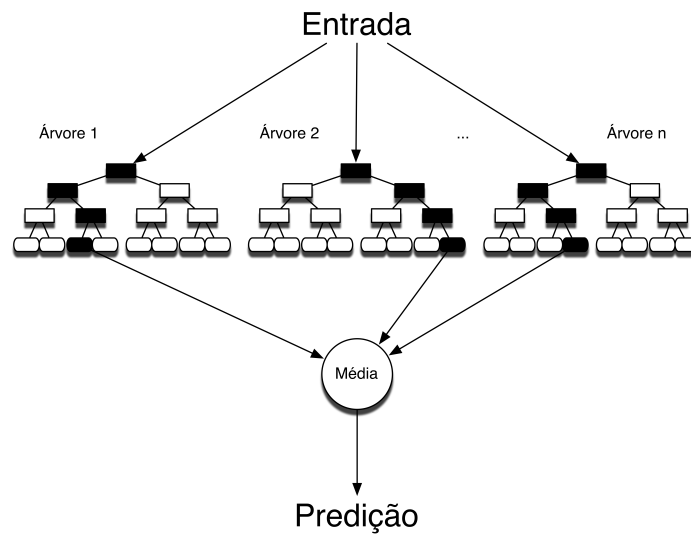 Entrada
Árvore 1
Árvore 2
...
Árvore n
Média
Predição